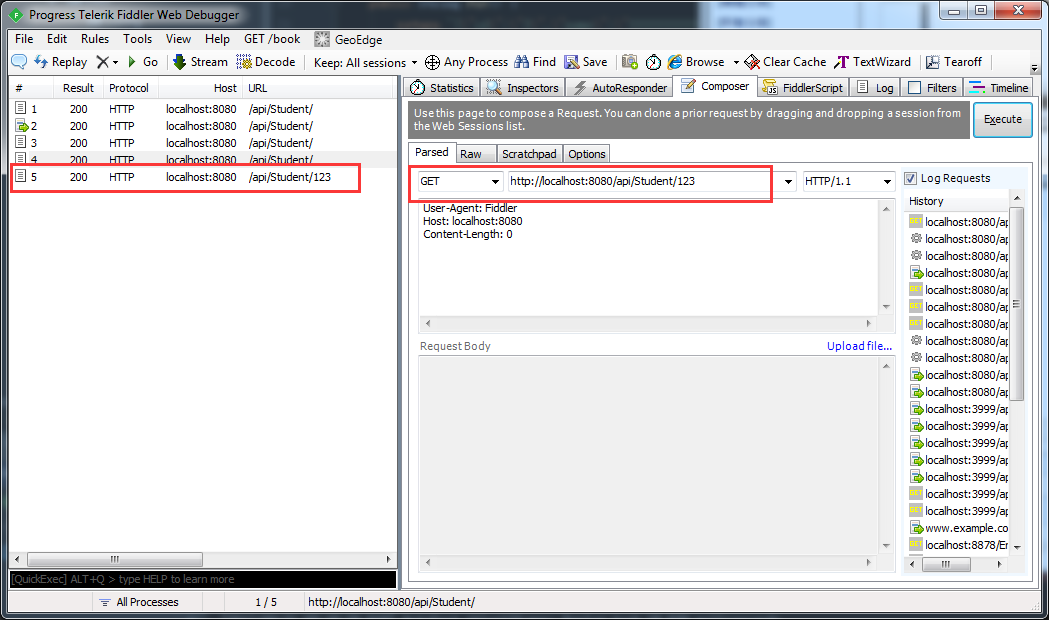 Progress Telerik Fiddler Web Debugger
File Edit Rules Tools View Help GET /book GeoEdge
Replay Go Stream Decode Keep: All sessions Any Process Find Save Browse Clear Cache TextWizard Tearoff
# Result Protocol Host URL
1 200 HTTP localhost:8080 /api/Student/
2 200 HTTP localhost:8080 /api/Student/
3 200 HTTP localhost:8080 /api/Student/
4 200 HTTP localhost:8080 /api/Student/
5 200 HTTP localhost:8080 /api/Student/123
[QuickExec] ALT+Q > type HELP to learn more
Statistics Inspectors AutoResponder Composer FiddlerScript Log Filters Timeline
Use this page to compose a Request. You can clone a prior request by dragging and dropping a session from
the Web Sessions list.
Execute
Parsed Raw Scratchpad Options
GET http://localhost:8080/api/Student/123 HTTP/1.1
User-Agent: Fiddler
Host: localhost:8080
Content-Length: 0
Request Body Upload file...
Log Requests
History
GET localhost:8080/ap
localhost:8080/ap
localhost:8080/ap
localhost:8080/ap
GET localhost:8080/ap
GET localhost:8080/ap
GET localhost:8080/ap
localhost:8080/ap
localhost:8080/ap
localhost:8080/ap
localhost:8080/ap
localhost:3999/ap
localhost:3999/ap
localhost:3999/ap
localhost:3999/ap
localhost:3999/ap
GET localhost:3999/ap
GET localhost:3999/ap
www.example.co
GET localhost:8878/En
All Processes 1 / 5 http://localhost:8080/api/Student/